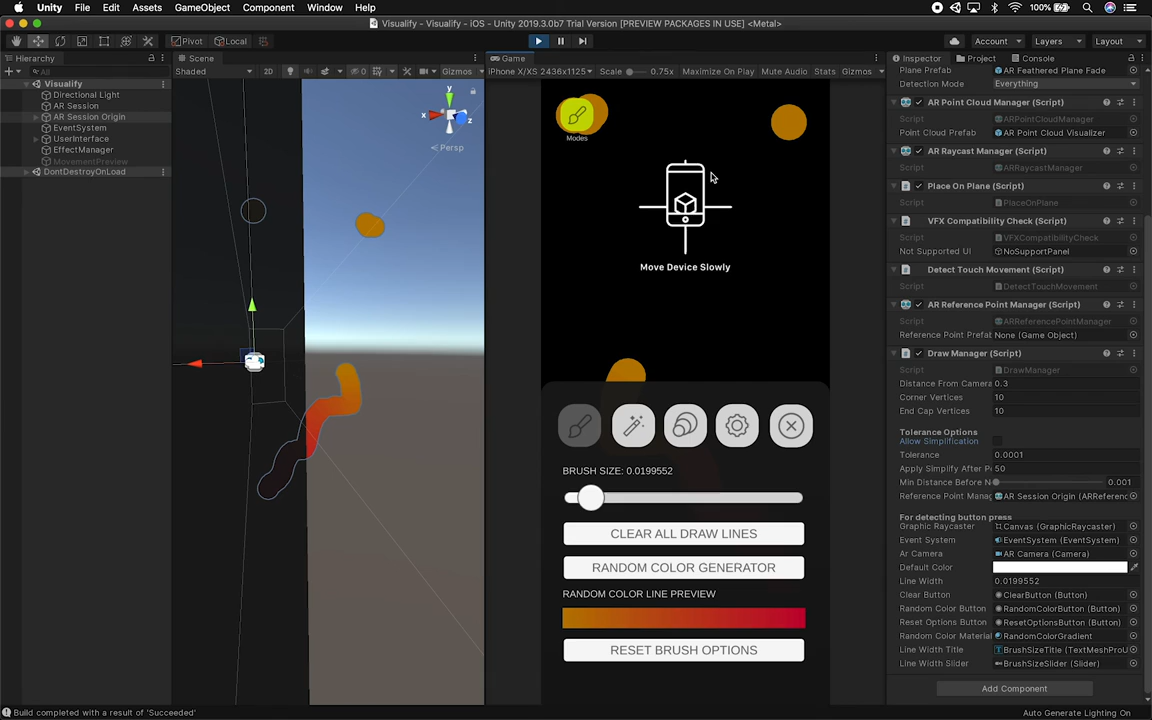 Unity File Edit Assets GameObject Component Window Help 100%
Visualify - Visualify - iOS - Unity 2019.3.0b7 Trial Version [PREVIEW PACKAGES IN USE] <Metal>
Pivot Local Account Layers Layout
Hierarchy
All
Visualify
Directional Light
AR Session
AR Session Origin
EventSystem
UserInterface
EffectManager
MovementPreview
DontDestroyOnLoad
Scene
Shaded 2D 0 Gizmos
y
x
z
Persp
Game
iPhone X/XS 2436x1125 Scale 0.75x Maximize On Play Mute Audio Stats Gizmos
Modes
Move Device Slowly
BRUSH SIZE: 0.0199552
CLEAR ALL DRAW LINES
RANDOM COLOR GENERATOR
RANDOM COLOR LINE PREVIEW
RESET BRUSH OPTIONS
Inspector Project Console
Plane Prefab AR Feathered Plane Fade
Detection Mode Everything
AR Point Cloud Manager (Script)
Script ARPointCloudManager
Point Cloud Prefab AR Point Cloud Visualizer
AR Raycast Manager (Script)
Script ARRaycastManager
Place On Plane (Script)
Script PlaceOnPlane
VFX Compatibility Check (Script)
Script VFXCompatibilityCheck
Not Supported UI NoSupportPanel
Detect Touch Movement (Script)
Script DetectTouchMovement
AR Reference Point Manager (Script)
Script ARReferencePointManager
Reference Point Prefab None (Game Object)
Draw Manager (Script)
Script DrawManager
Distance From Camera 0.3
Corner Vertices 10
End Cap Vertices 10
Tolerance Options
Allow Simplification
Tolerance 0.0001
Apply Simplify After Po 50
Min Distance Before N 0.001
Reference Point Manag AR Session Origin (ARReferenc
For detecting button press
Graphic Raycaster Canvas (GraphicRaycaster)
Event System EventSystem (EventSystem)
Ar Camera AR Camera (Camera)
Default Color
Line Width 0.0199552
Clear Button ClearButton (Button)
Random Color Button RandomColorButton (Button)
Reset Options Button ResetOptionsButton (Button)
Random Color Material RandomColorGradient
Line Width Title BrushSizeTitle (TextMeshProU
Line Width Slider BrushSizeSlider (Slider)
Add Component
Build completed with a result of 'Succeeded' Auto Generate Lighting On